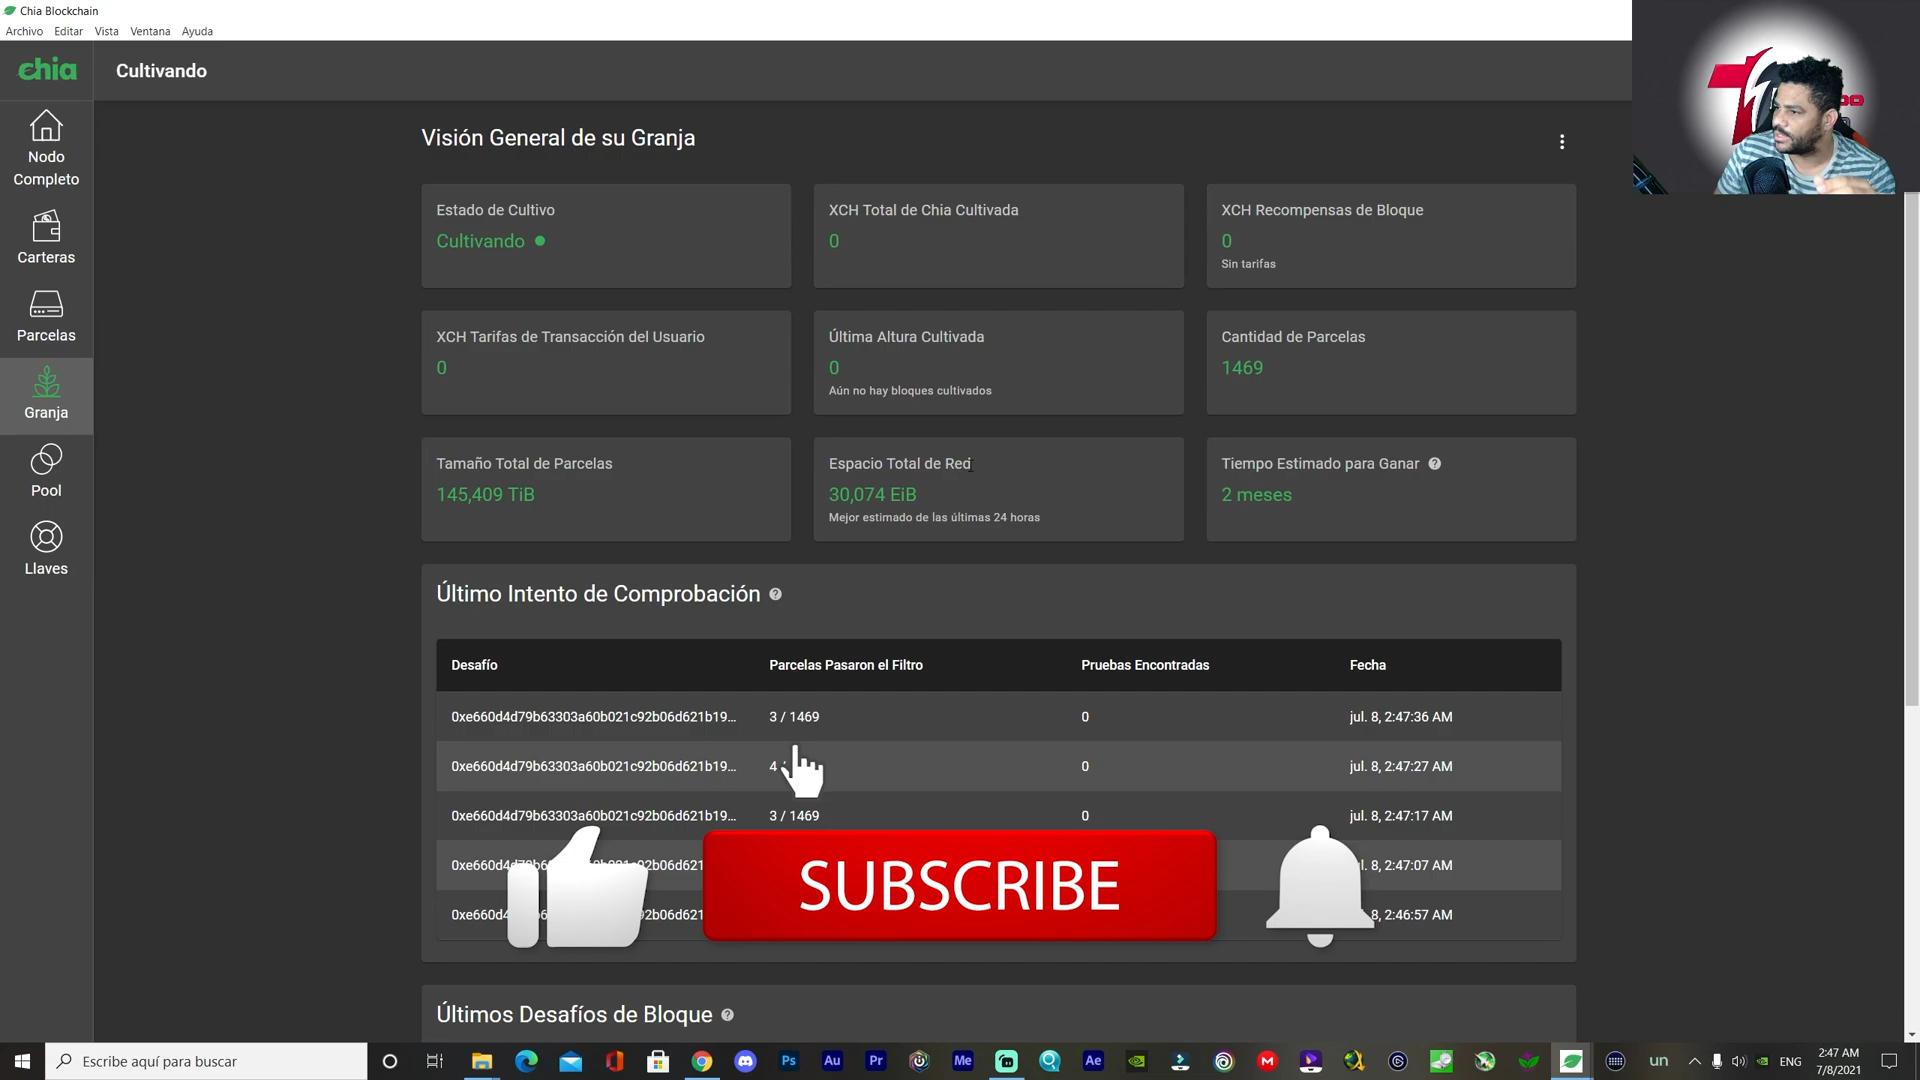 Chia Blockchain
Archivo Editar Vista Ventana Ayuda
chia
Cultivando
Nodo
Completo
Carteras
Parcelas
Granja
Pool
Llaves
Visión General de su Granja
Estado de Cultivo
Cultivando
XCH Total de Chia Cultivada
0
XCH Recompensas de Bloque
0
Sin tarifas
XCH Tarifas de Transacción del Usuario
0
Última Altura Cultivada
0
Aún no hay bloques cultivados
Cantidad de Parcelas
1469
Tamaño Total de Parcelas
145,409 TiB
Espacio Total de Red
30,074 EiB
Mejor estimado de las últimas 24 horas
Tiempo Estimado para Ganar
2 meses
Último Intento de Comprobación
Desafío Parcelas Pasaron el Filtro Pruebas Encontradas Fecha
0xe660d4d79b63303a60b021c92b06d621b19... 3 / 1469 0 jul. 8, 2:47:36 AM
0xe660d4d79b63303a60b021c92b06d621b19... 4 0 jul. 8, 2:47:27 AM
0xe660d4d79b63303a60b021c92b06d621b19... 3 / 1469 0 jul. 8, 2:47:17 AM
8, 2:47:07 AM
8, 2:46:57 AM
SUBSCRIBE
Últimos Desafíos de Bloque
Escribe aquí para buscar
Ps Au Pr Me Ae un
ENG
2:47 AM
7/8/2021